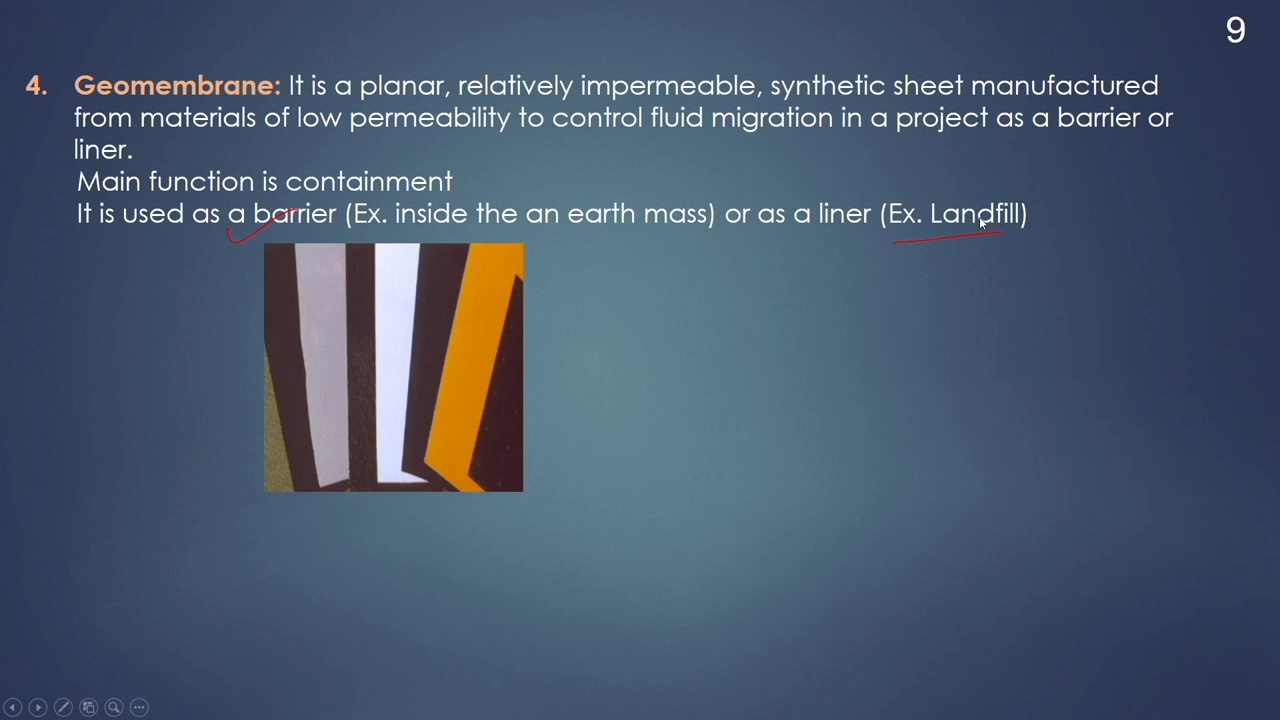 9
4. Geomembrane: It is a planar, relatively impermeable, synthetic sheet manufactured
from materials of low permeability to control fluid migration in a project as a barrier or
liner.
Main function is containment
It is used as a barrier (Ex. inside the an earth mass) or as a liner (Ex. Landfill)